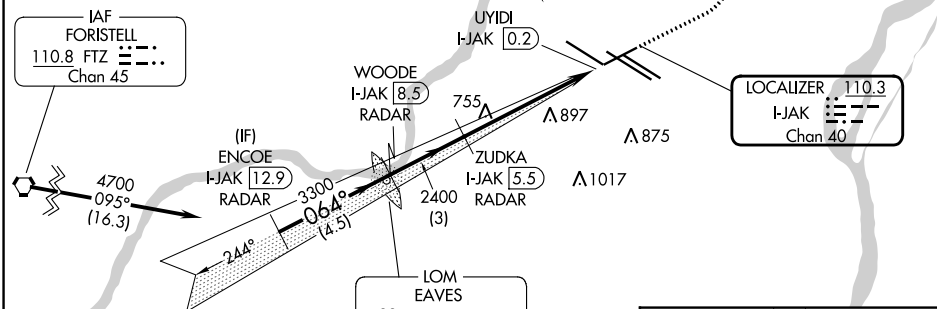 IAF
FORISTELL
110.8 FTZ
Chan 45
UYIDI
I-JAK 0.2
WOODE
I-JAK 8.5
RADAR
LOCALIZER 110.3
I-JAK
Chan 40
755
897
875
(IF)
ENCOE
I-JAK 12.9
RADAR
ZUDKA
I-JAK 5.5
RADAR
1017
4700
095°
(16.3)
3300
064°
(4.5)
2400
(3)
244°
LOM
EAVES